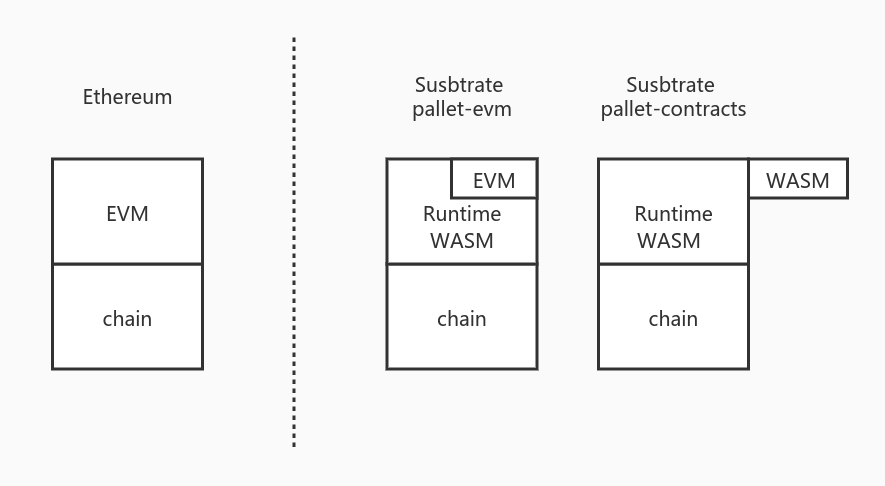 Ethereum
EVM
chain
Susbtrate
pallet-evm
EVM
Runtime
WASM
chain
Susbtrate
pallet-contracts
WASM
Runtime
WASM
chain